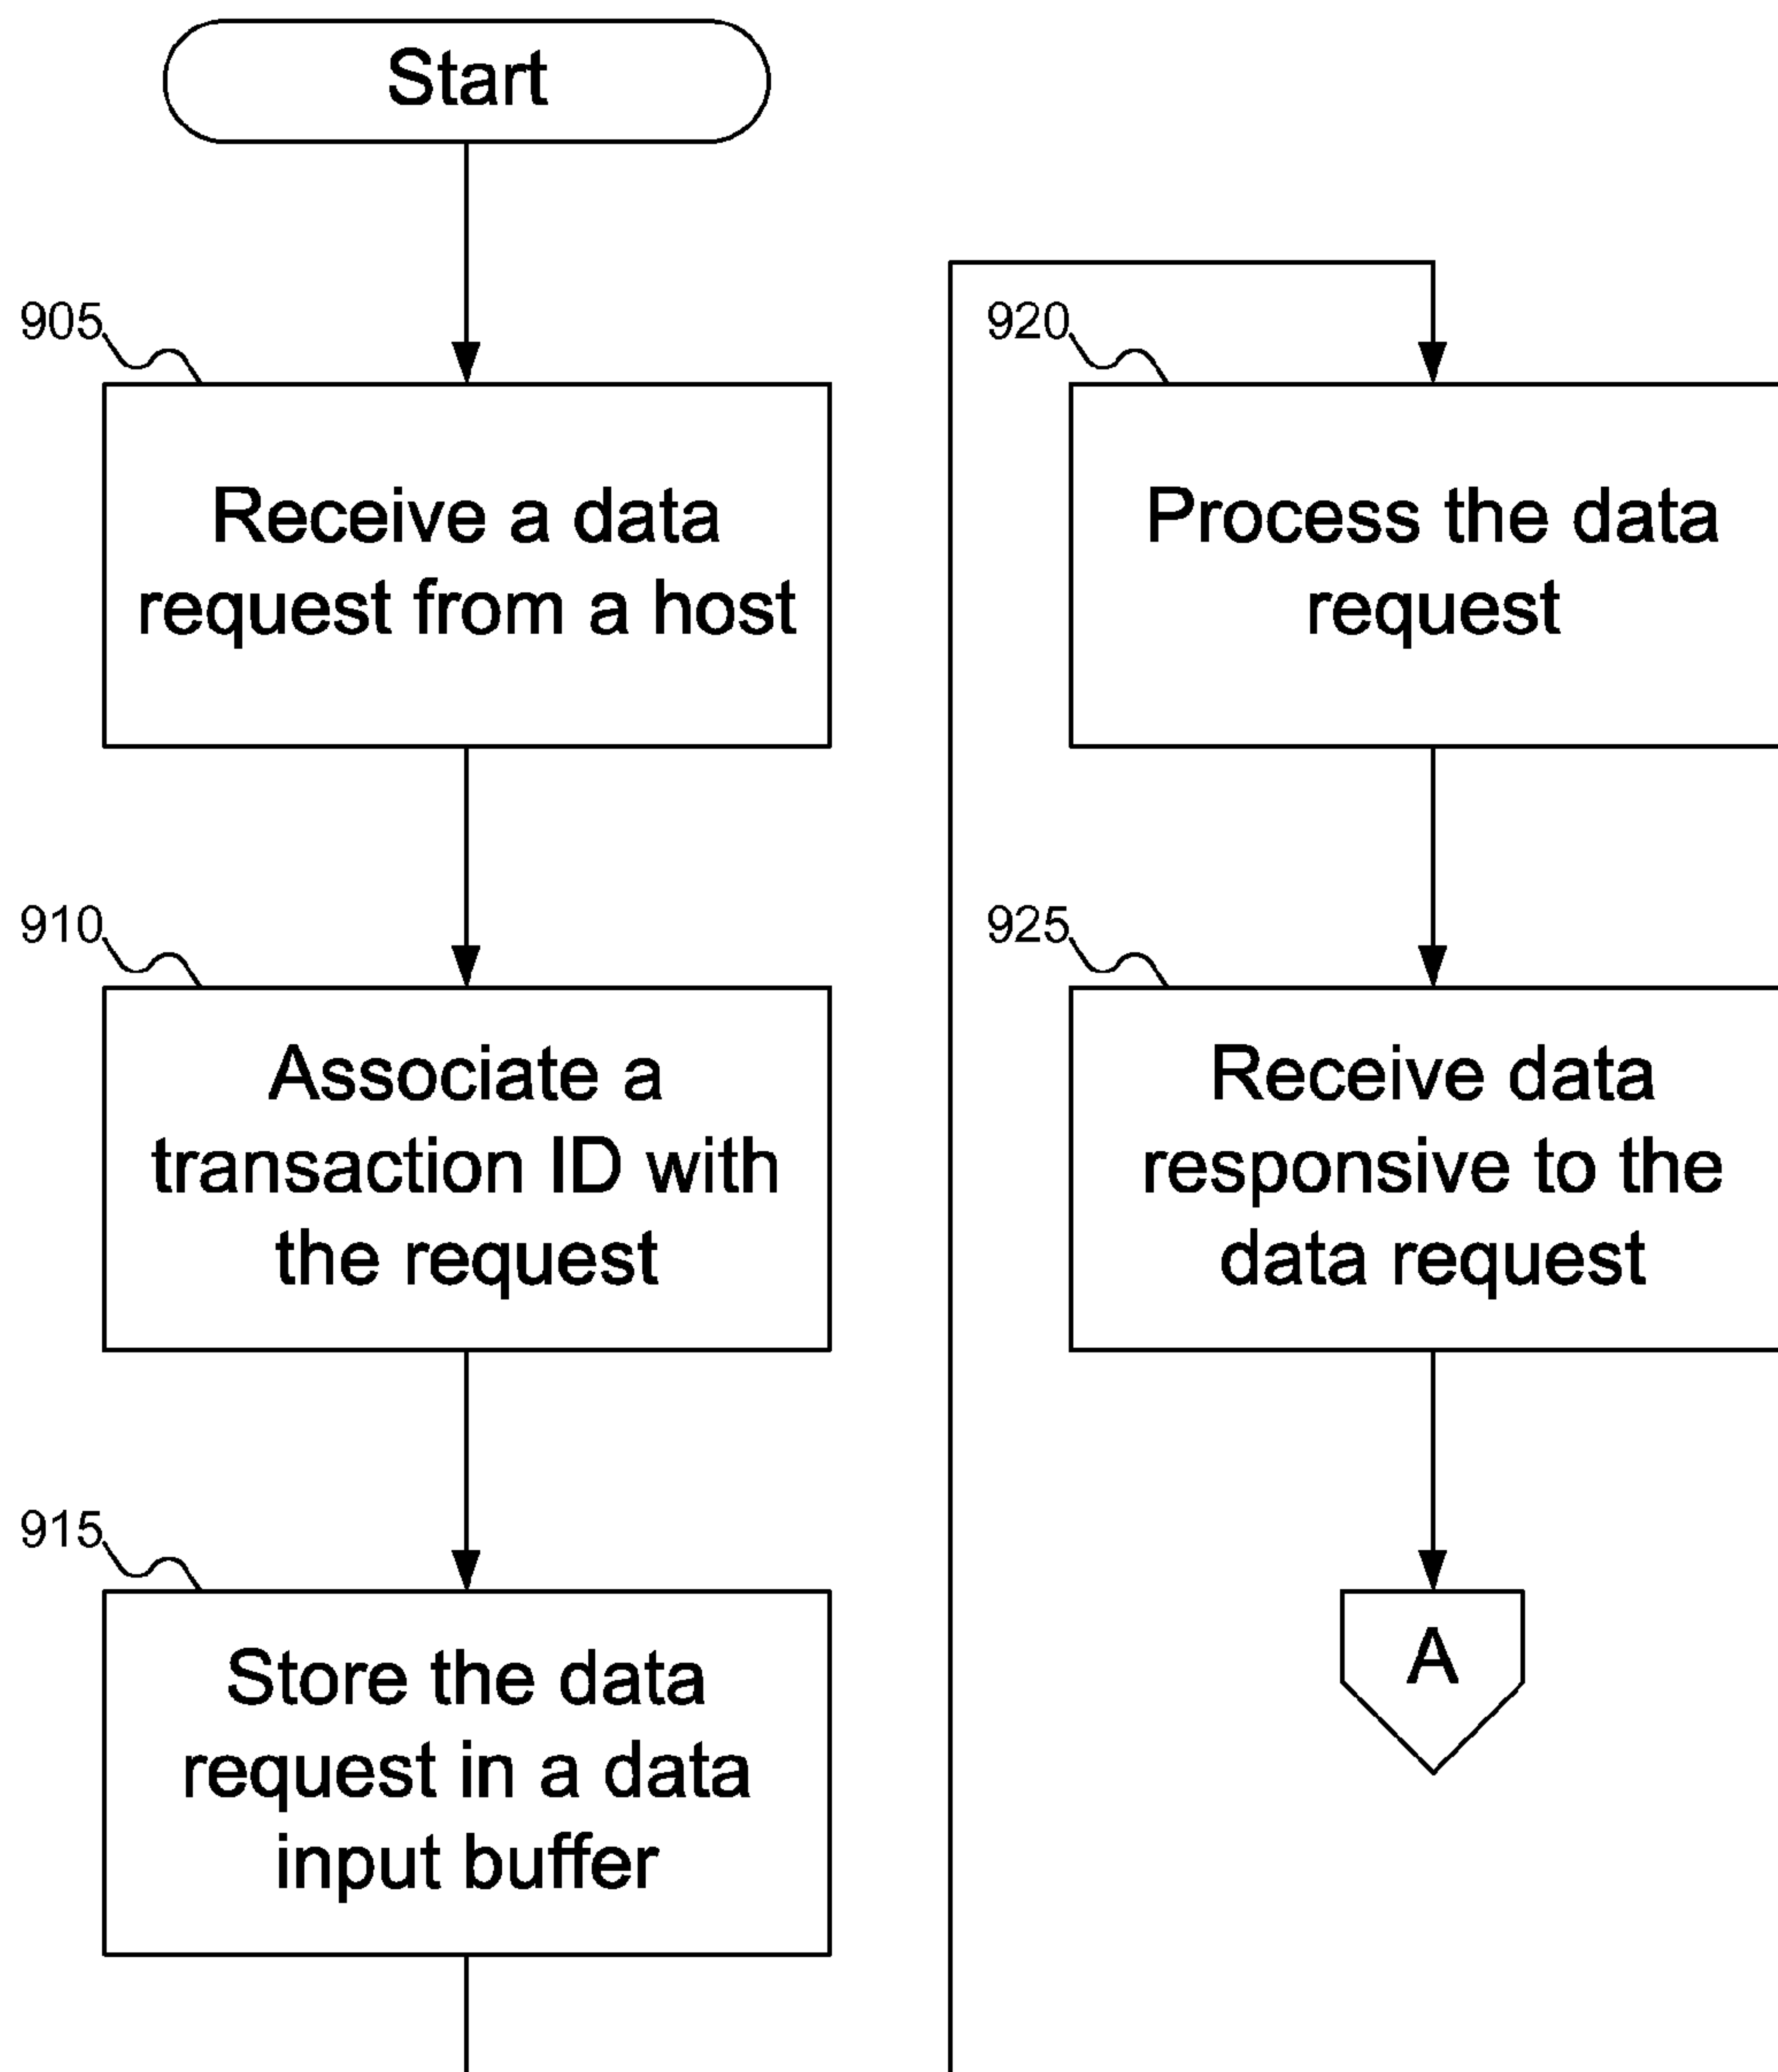 Start
905
Receive a data
request from a host
910
Associate a
transaction ID with
the request
915
Store the data
request in a data
input buffer
920
Process the data
request
925
Receive data
responsive to the
data request
A